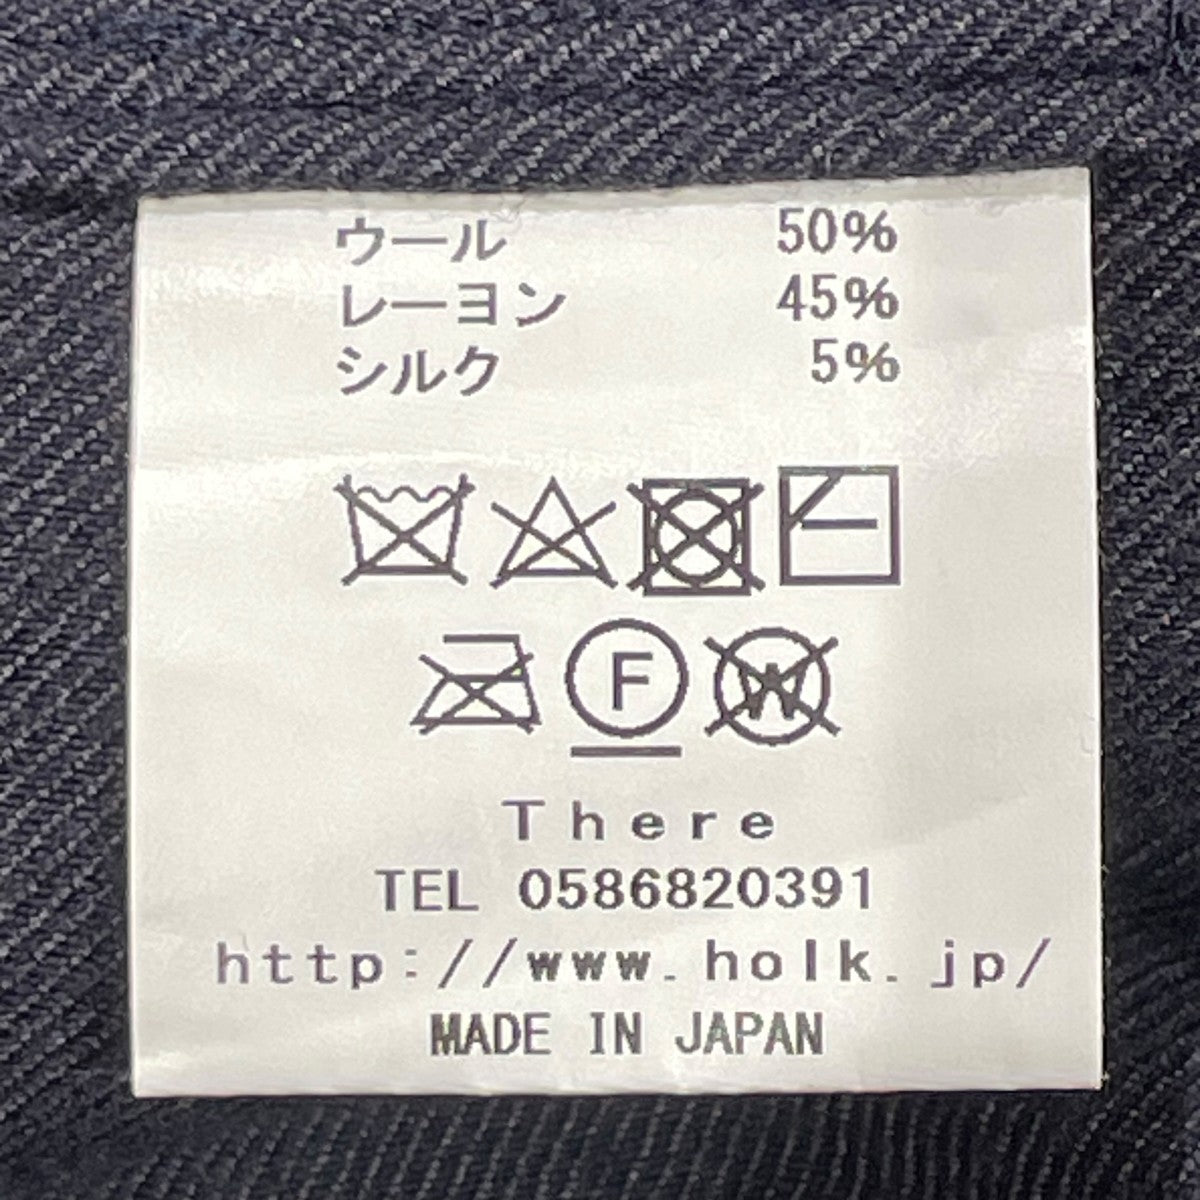 ウール 50%
レーヨン 45%
シルク 5%
F W
There
TEL 0586820391
http://www.holk.jp/
MADE IN JAPAN